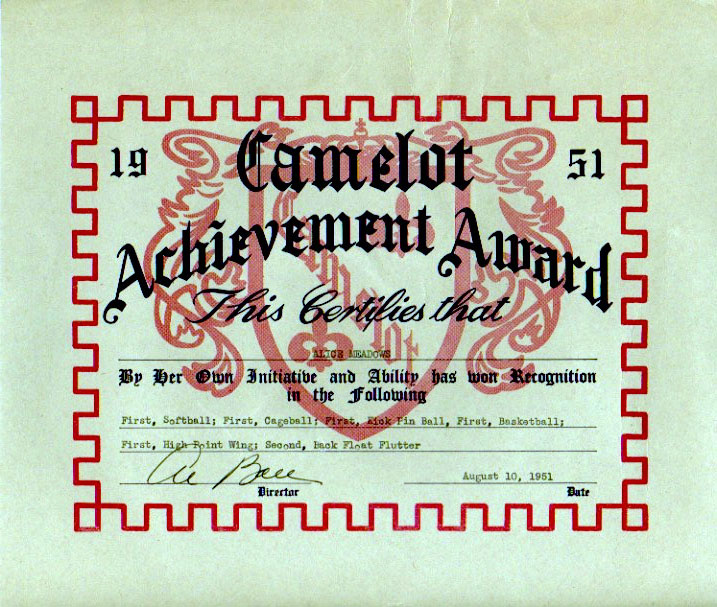 19 Camelot 51
Achievement Award
This Certifies that
ALICE MEADOWS
By Her Own Initiative and Ability has won Recognition
in the Following
First, Softball; First, Cageball; First, Kick Pin Ball, First, Basketball;
First, High Point Wing; Second, Back Float Flutter
August 10, 1951
Director Date